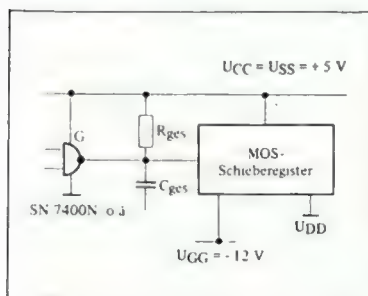 UCC = USS = + 5 V
G
Rges
MOS-
Schieberegister
Cges
SN 7400N o ä
UDD
UGG = - 12 V